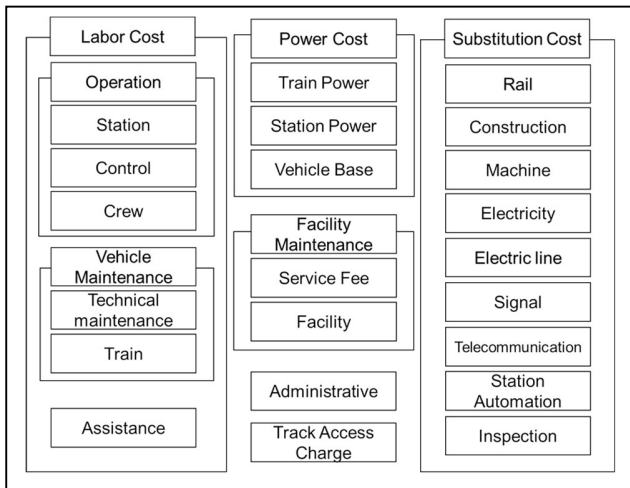 Labor Cost
Operation
Station
Control
Crew
Vehicle
Maintenance
Technical
maintenance
Train
Assistance
Power Cost
Train Power
Station Power
Vehicle Base
Facility
Maintenance
Service Fee
Facility
Administrative
Track Access
Charge
Substitution Cost
Rail
Construction
Machine
Electricity
Electric line
Signal
Telecommunication
Station
Automation
Inspection